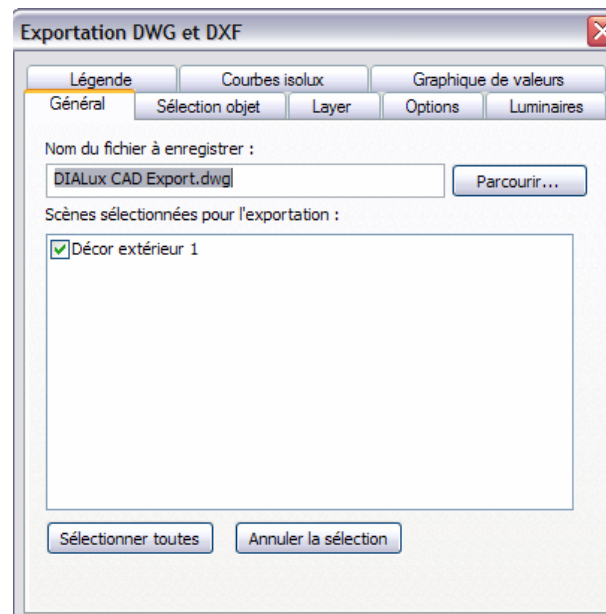 Exportation DWG et DXF
Légende Courbes isolux Graphique de valeurs
Général Sélection objet Layer Options Luminaires
Nom du fichier à enregistrer :
DIALux CAD Export.dwg Parcourir...
Scènes sélectionnées pour l'exportation :
Décor extérieur 1
Sélectionner toutes Annuler la sélection